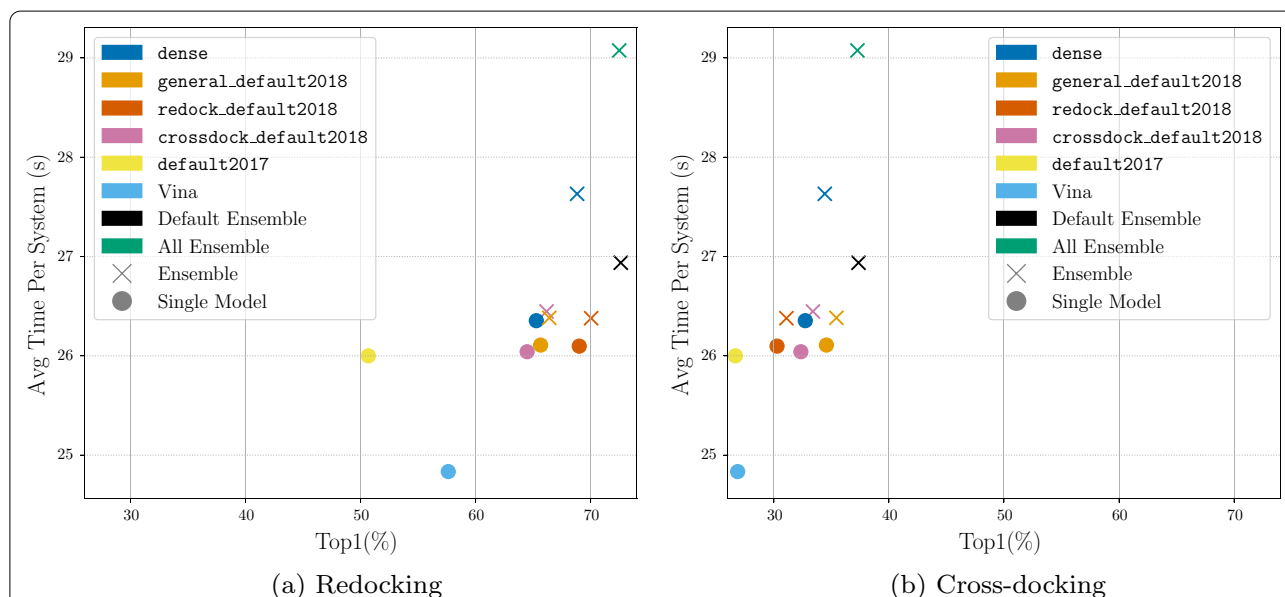 29
28
27
26
25
Avg Time Per System (s)
dense
general_default2018
redock_default2018
crossdock_default2018
default2017
Vina
Default Ensemble
All Ensemble
Ensemble
Single Model
30 40 50 60 70
Top1(%)
(a) Redocking
29
28
27
26
25
Avg Time Per System (s)
dense
general_default2018
redock_default2018
crossdock_default2018
default2017
Vina
Default Ensemble
All Ensemble
Ensemble
Single Model
30 40 50 60 70
Top1(%)
(b) Cross-docking